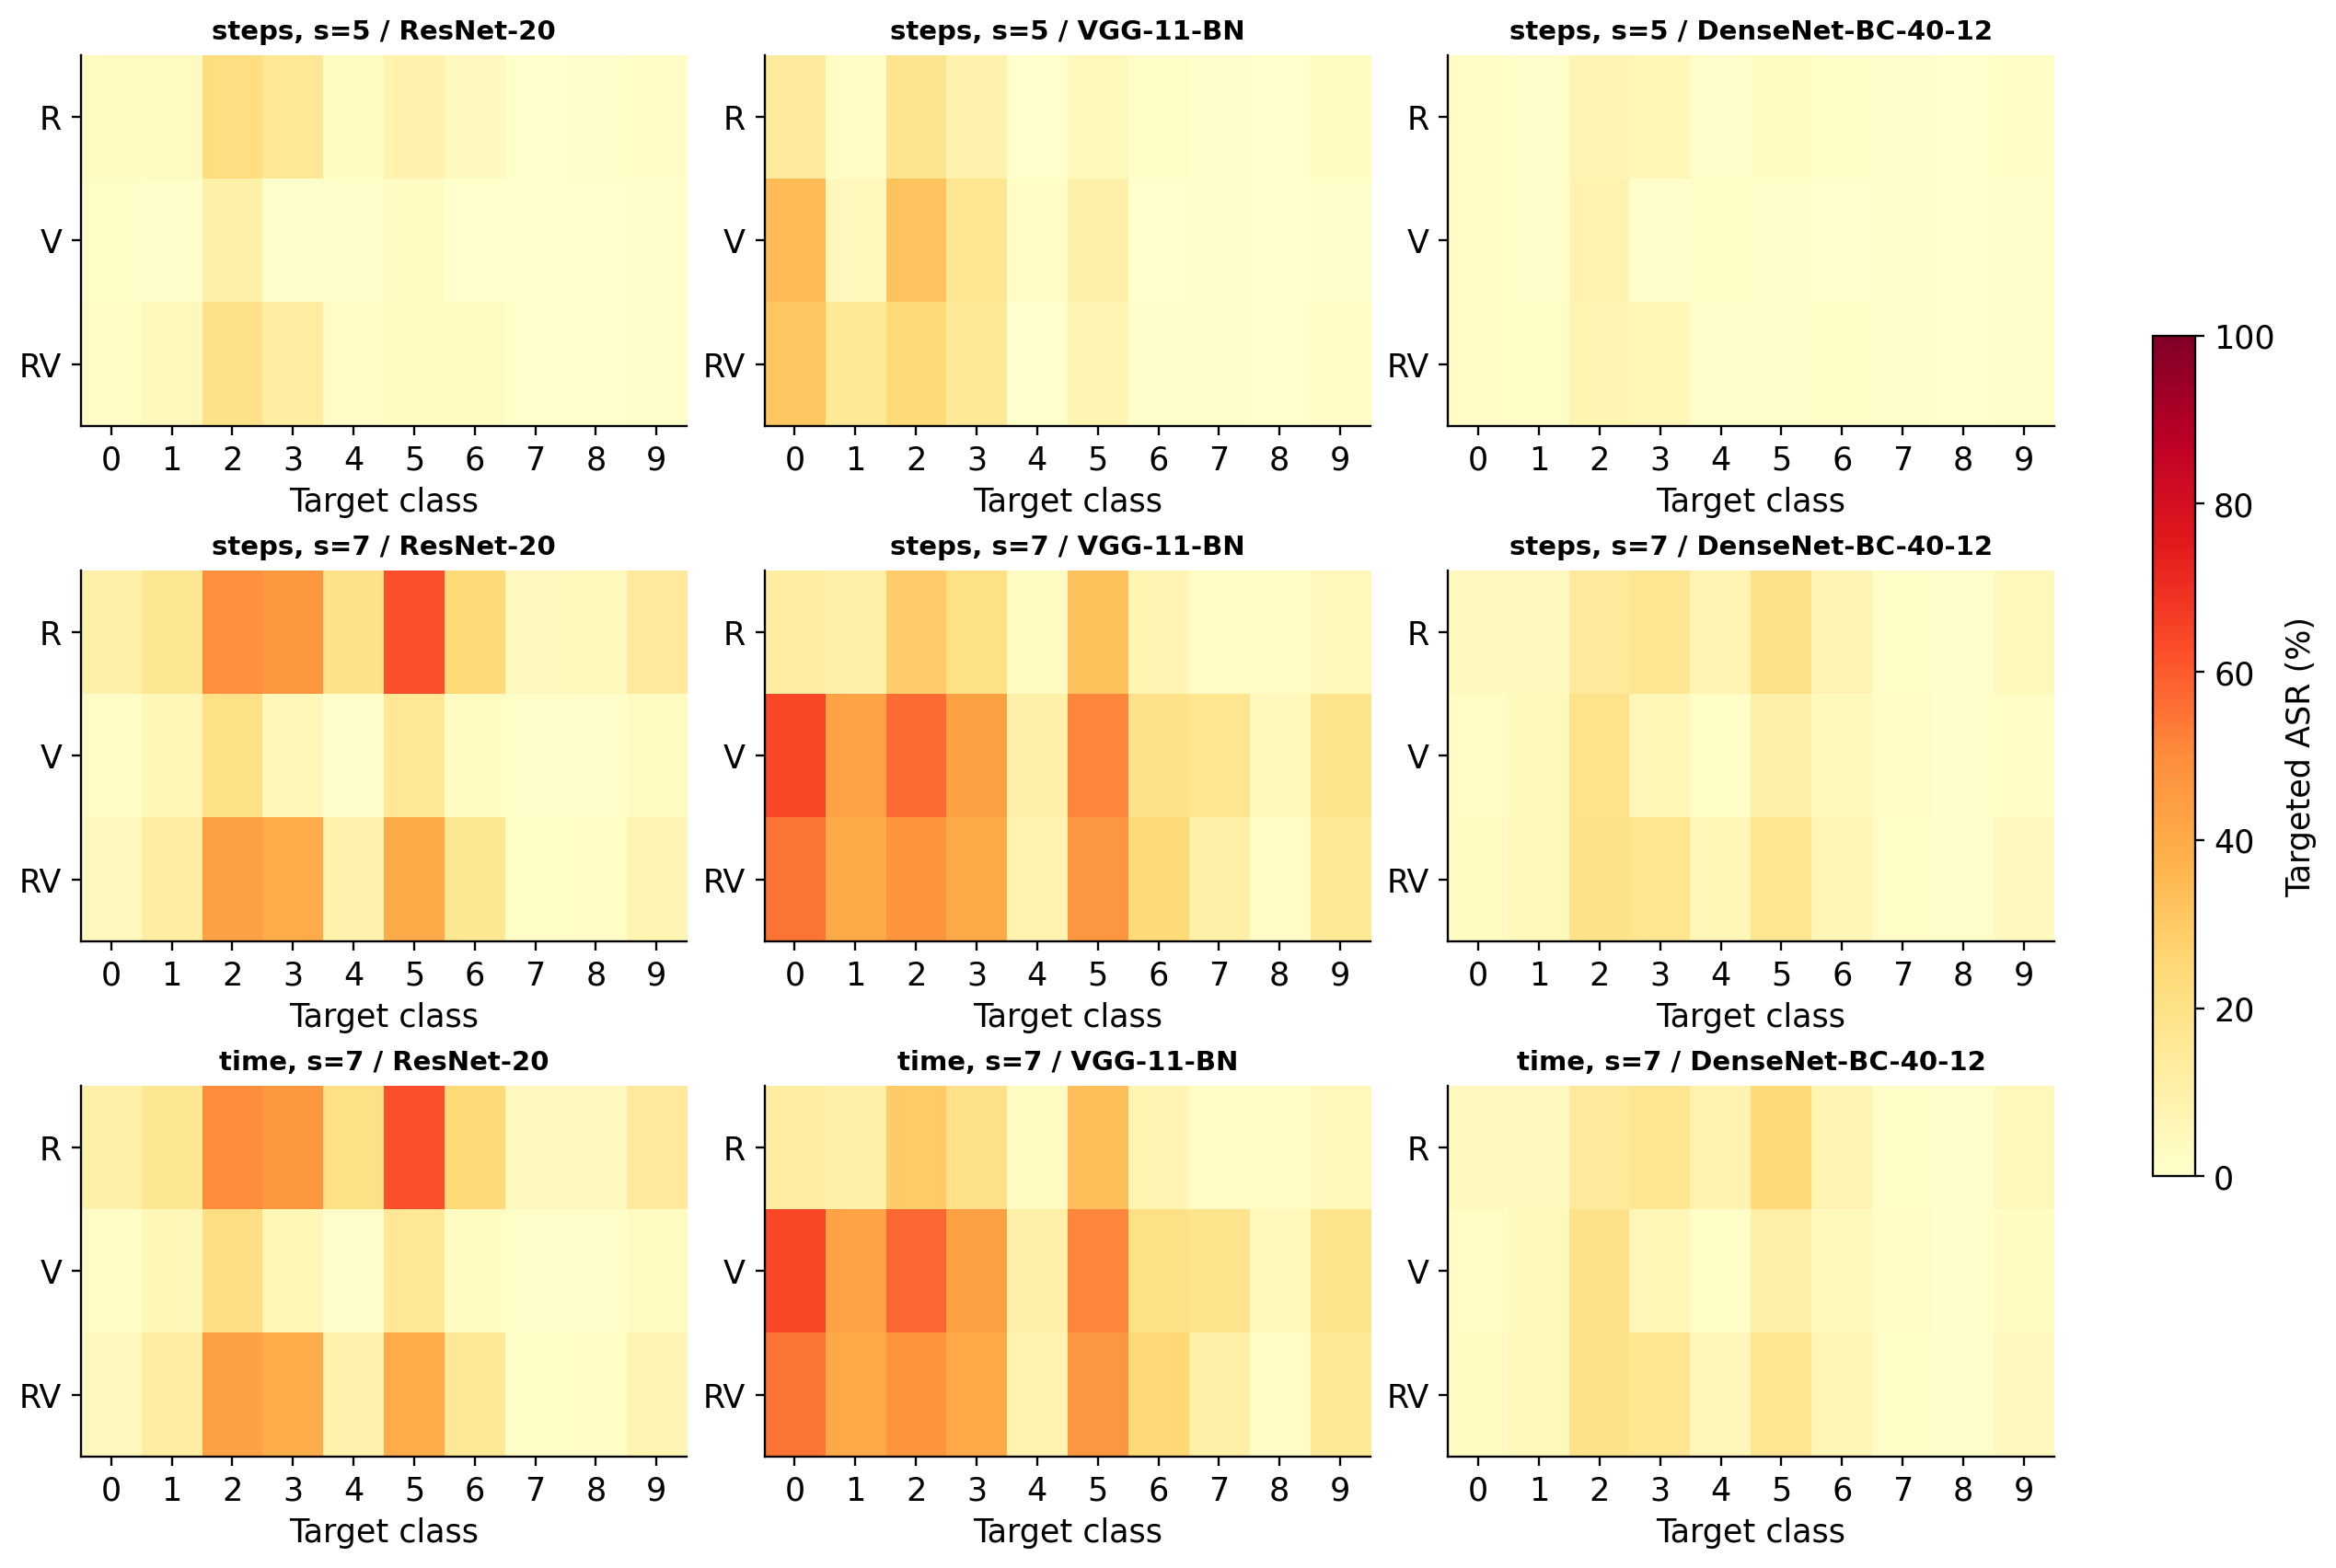 steps, s=5 / ResNet-20
steps, s=5 / VGG-11-BN
steps, s=5 / DenseNet-BC-40-12
R
V
RV
0 1 2 3 4 5 6 7 8 9
Target class
R
V
RV
0 1 2 3 4 5 6 7 8 9
Target class
R
V
RV
0 1 2 3 4 5 6 7 8 9
Target class
steps, s=7 / ResNet-20
steps, s=7 / VGG-11-BN
steps, s=7 / DenseNet-BC-40-12
R
V
RV
0 1 2 3 4 5 6 7 8 9
Target class
R
V
RV
0 1 2 3 4 5 6 7 8 9
Target class
R
V
RV
0 1 2 3 4 5 6 7 8 9
Target class
time, s=7 / ResNet-20
time, s=7 / VGG-11-BN
time, s=7 / DenseNet-BC-40-12
R
V
RV
0 1 2 3 4 5 6 7 8 9
Target class
R
V
RV
0 1 2 3 4 5 6 7 8 9
Target class
R
V
RV
0 1 2 3 4 5 6 7 8 9
Target class
100
80
60
40
20
0
Targeted ASR (%)